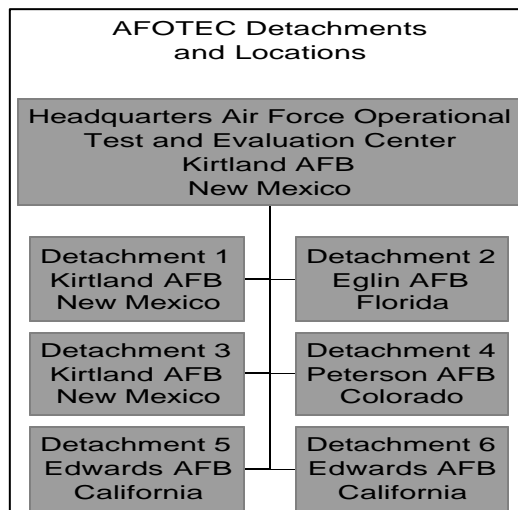 AFOTEC Detachments
and Locations
Headquarters Air Force Operational
Test and Evaluation Center
Kirtland AFB
New Mexico
Detachment 1
Kirtland AFB
New Mexico
Detachment 2
Eglin AFB
Florida
Detachment 3
Kirtland AFB
New Mexico
Detachment 4
Peterson AFB
Colorado
Detachment 5
Edwards AFB
California
Detachment 6
Edwards AFB
California